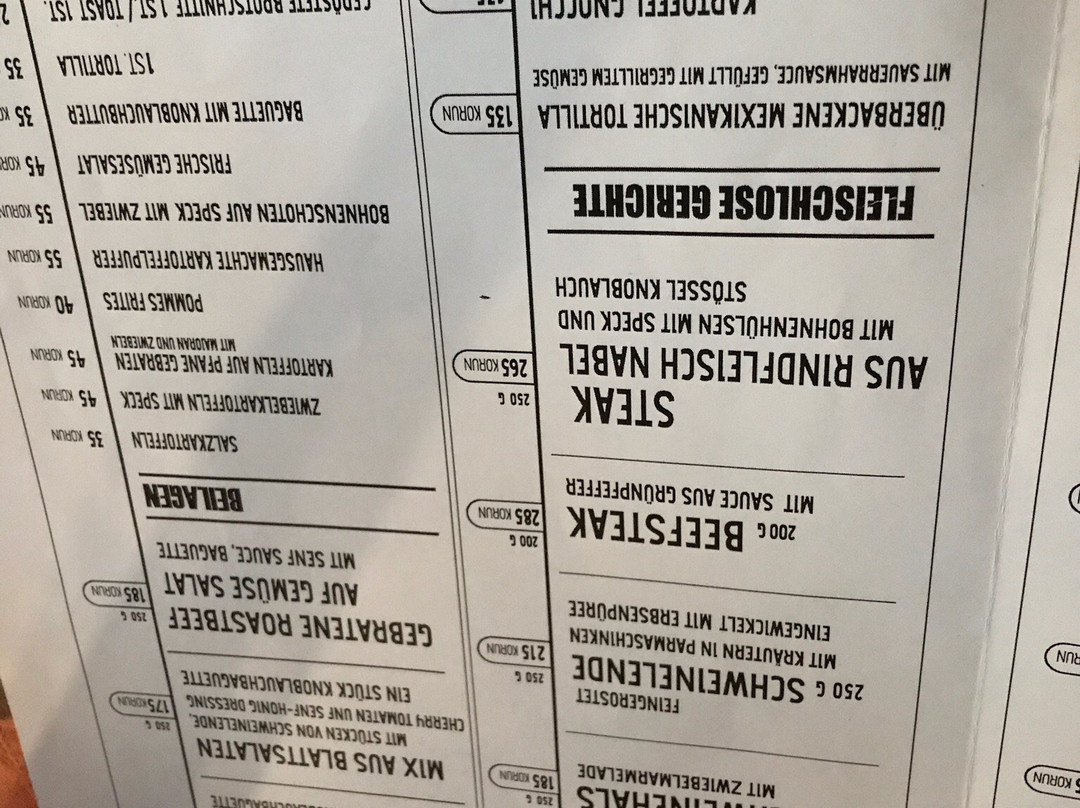 MIT ZWIEBELMARMELADE
250 G
185 KORUN
FEINGEROSTET
250 G SCHWEINELENDE
MIT KRÄUTERN IN PARMASCHINKEN
EINGEWICKELT MIT ERBSENPÜREE
250 G
215 KORUN
200 G BEEFSTEAK
MIT SAUCE AUS GRÜNPFEFFER
200 G
285 KORUN
STEAK
AUS RINDFLEISCH NABEL
MIT BOHNENHÜLSEN MIT SPECK UND
STÖSSEL KNOBLAUCH
250 G
265 KORUN
FLEISCHLOSE GERICHTE
ÜBERBACKENE MEXIKANISCHE TORTILLA
MIT SAUERRAHMSAUCE, GEFÜLLT MIT GEGRILLTEM GEMÜSE
135 KORUN
KARTOFFEL GNOCCHI
MIX AUS BLATTSALATEN
MIT STÜCKEN VON SCHWEINELENDE,
CHERRY TOMATEN UNF SENF-HONIG DRESSING
EIN STÜCK KNOBLAUCHBAGUETTE
250 G
175 KORUN
GEBRATENE ROASTBEEF
AUF GEMÜSE SALAT
MIT SENF SAUCE, BAGUETTE
250 G
185 KORUN
BEILAGEN
SALZKARTOFFELN 35 KORUN
ZWIEBELKARTOFFELN MIT SPECK 45 KORUN
KARTOFFELN AUF PFANE GEBRATEN 45 KORUN
MIT MAJORAN UND ZWIEBELN
POMMES FRITES 40 KORUN
HAUSGEMACHTE KARTOFFELPUFFER 55 KORUN
BOHNENSCHOTEN AUF SPECK MIT ZWIEBEL 55 KORUN
FRISCHE GEMÜSESALAT 45 KORUN
BAGUETTE MIT KNOBLAUCHBUTTER 35
1ST. TORTILLA 35
GERÖSTETE BROTSCHNITTE 1 ST./ TOAST 1ST.